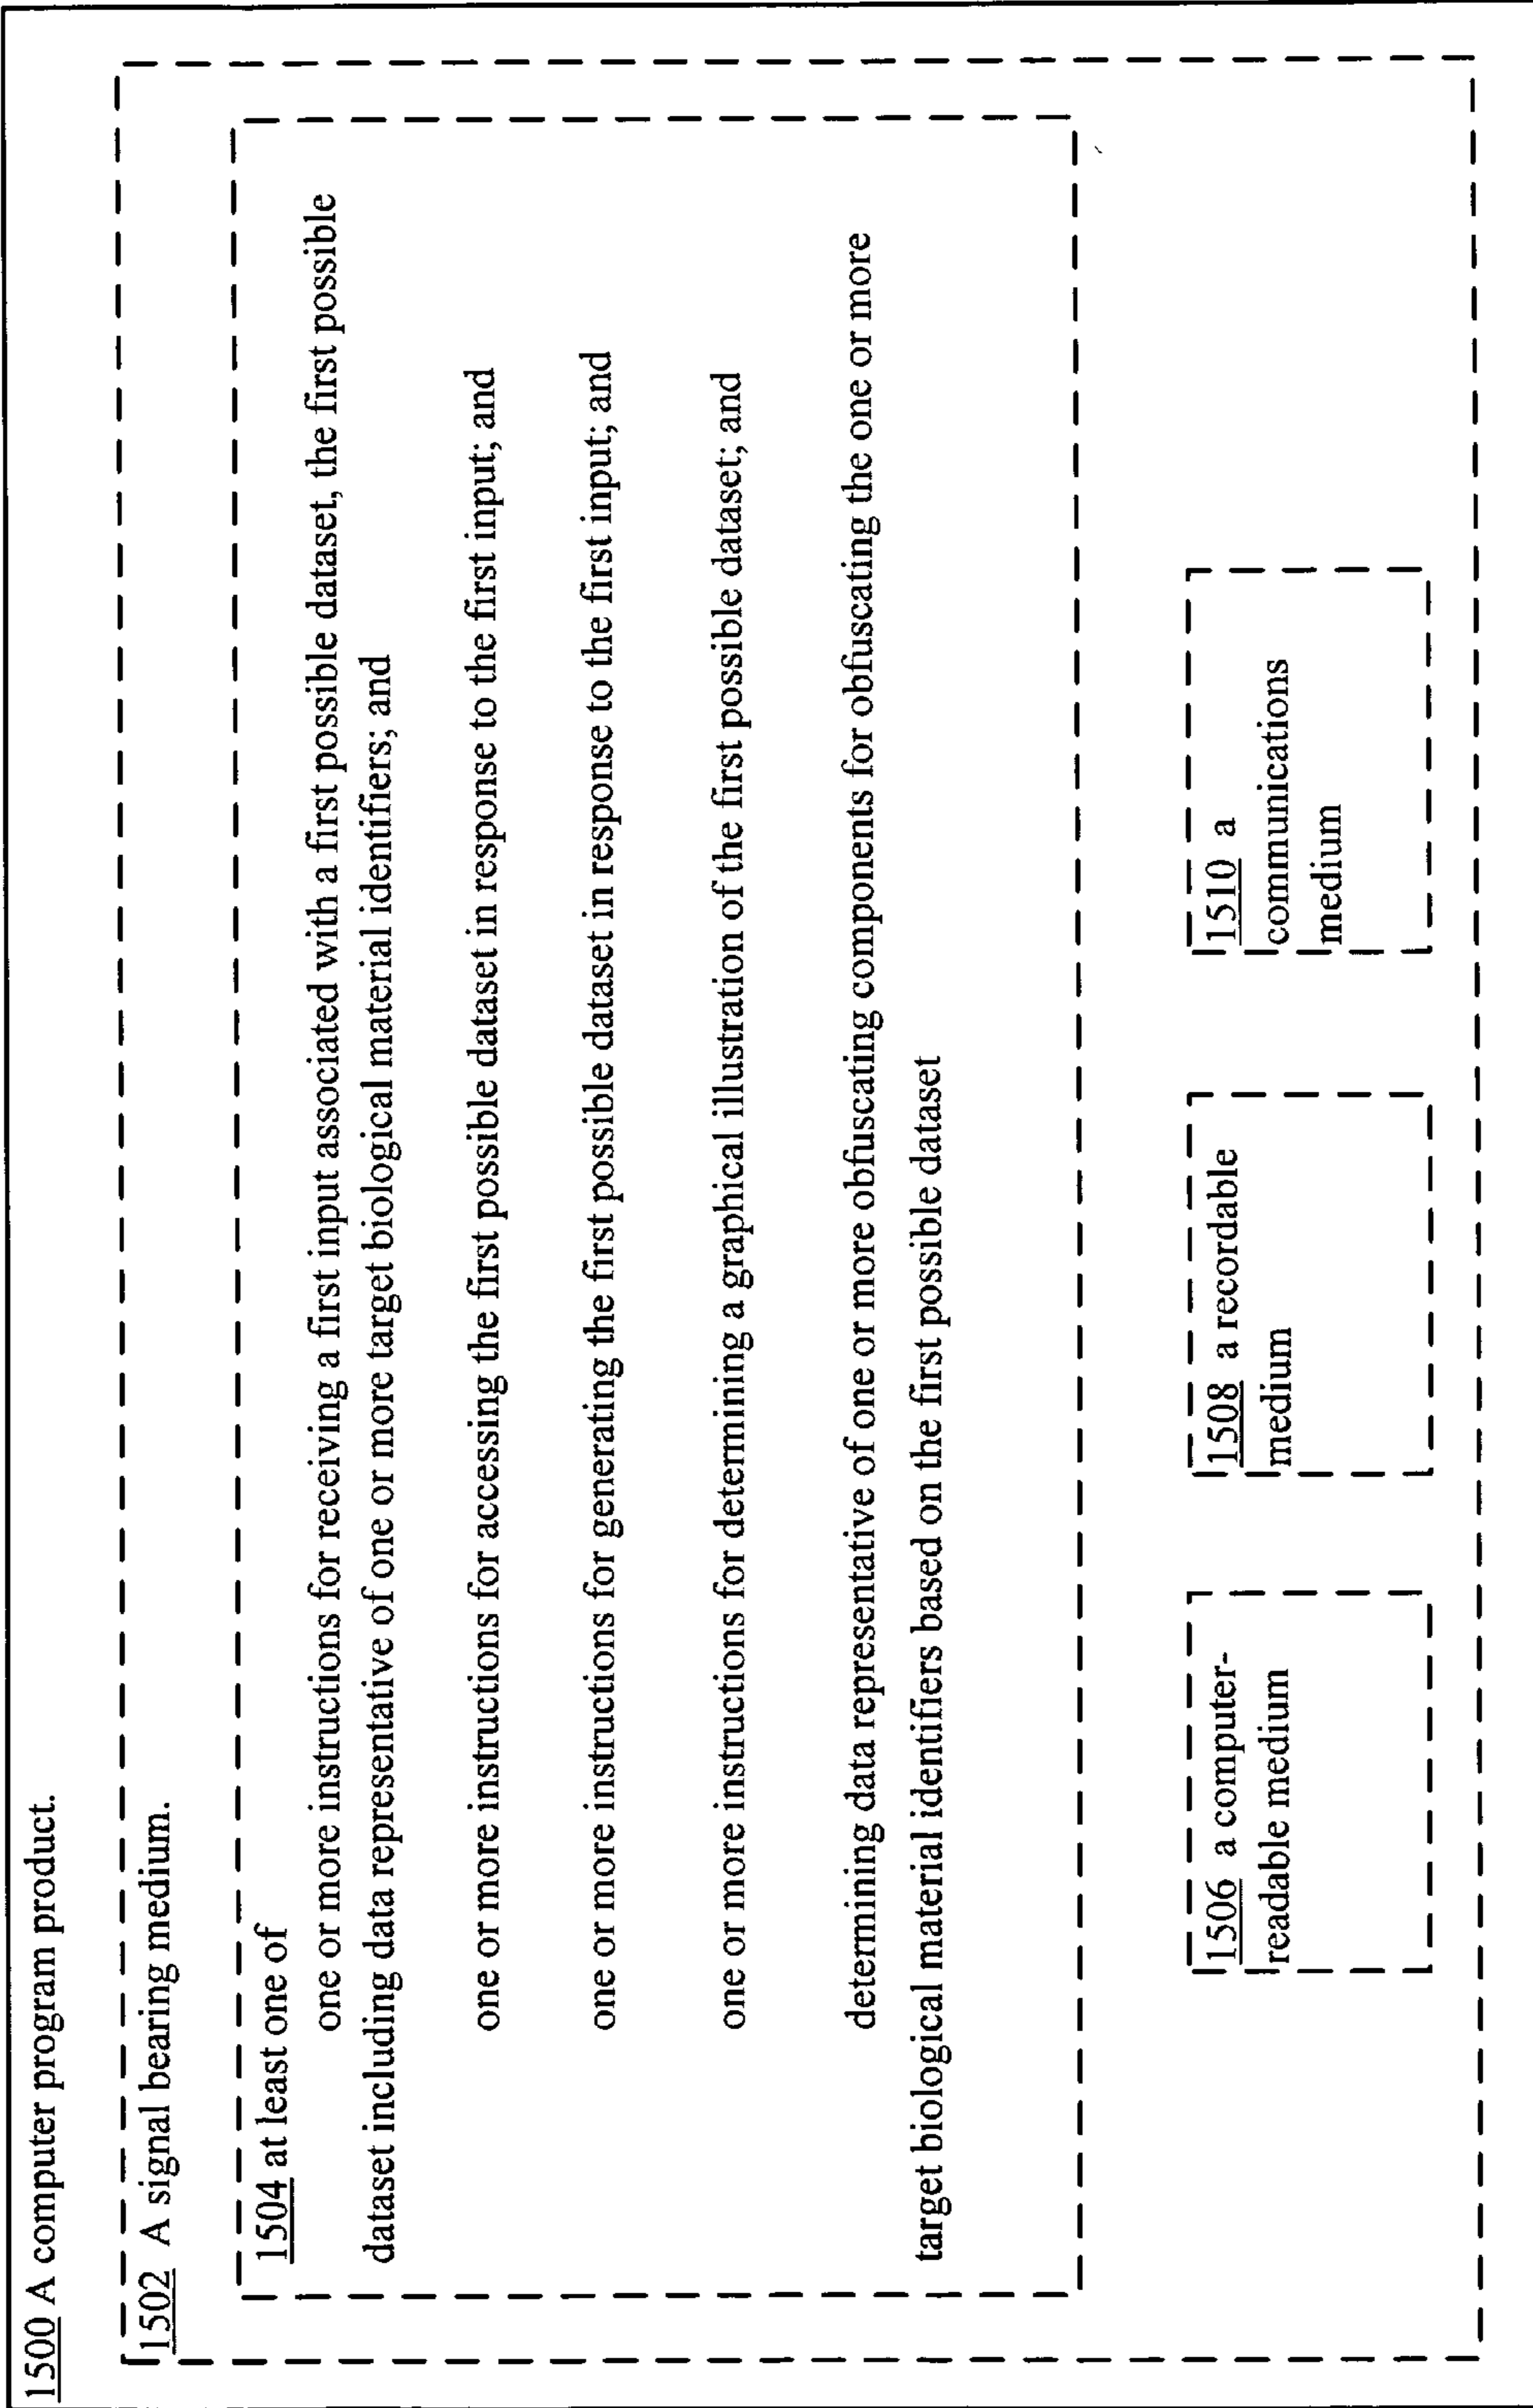 1500 A computer program product.
1502 A signal bearing medium.
1504 at least one of
one or more instructions for receiving a first input associated with a first possible dataset, the first possible
dataset including data representative of one or more target biological material identifiers; and
one or more instructions for accessing the first possible dataset in response to the first input; and
one or more instructions for generating the first possible dataset in response to the first input; and
one or more instructions for determining a graphical illustration of the first possible dataset; and
determining data representative of one or more obfuscating components for obfuscating the one or more
target biological material identifiers based on the first possible dataset
1506 a computer-
readable medium
1508 a recordable
medium
1510 a
communications
medium